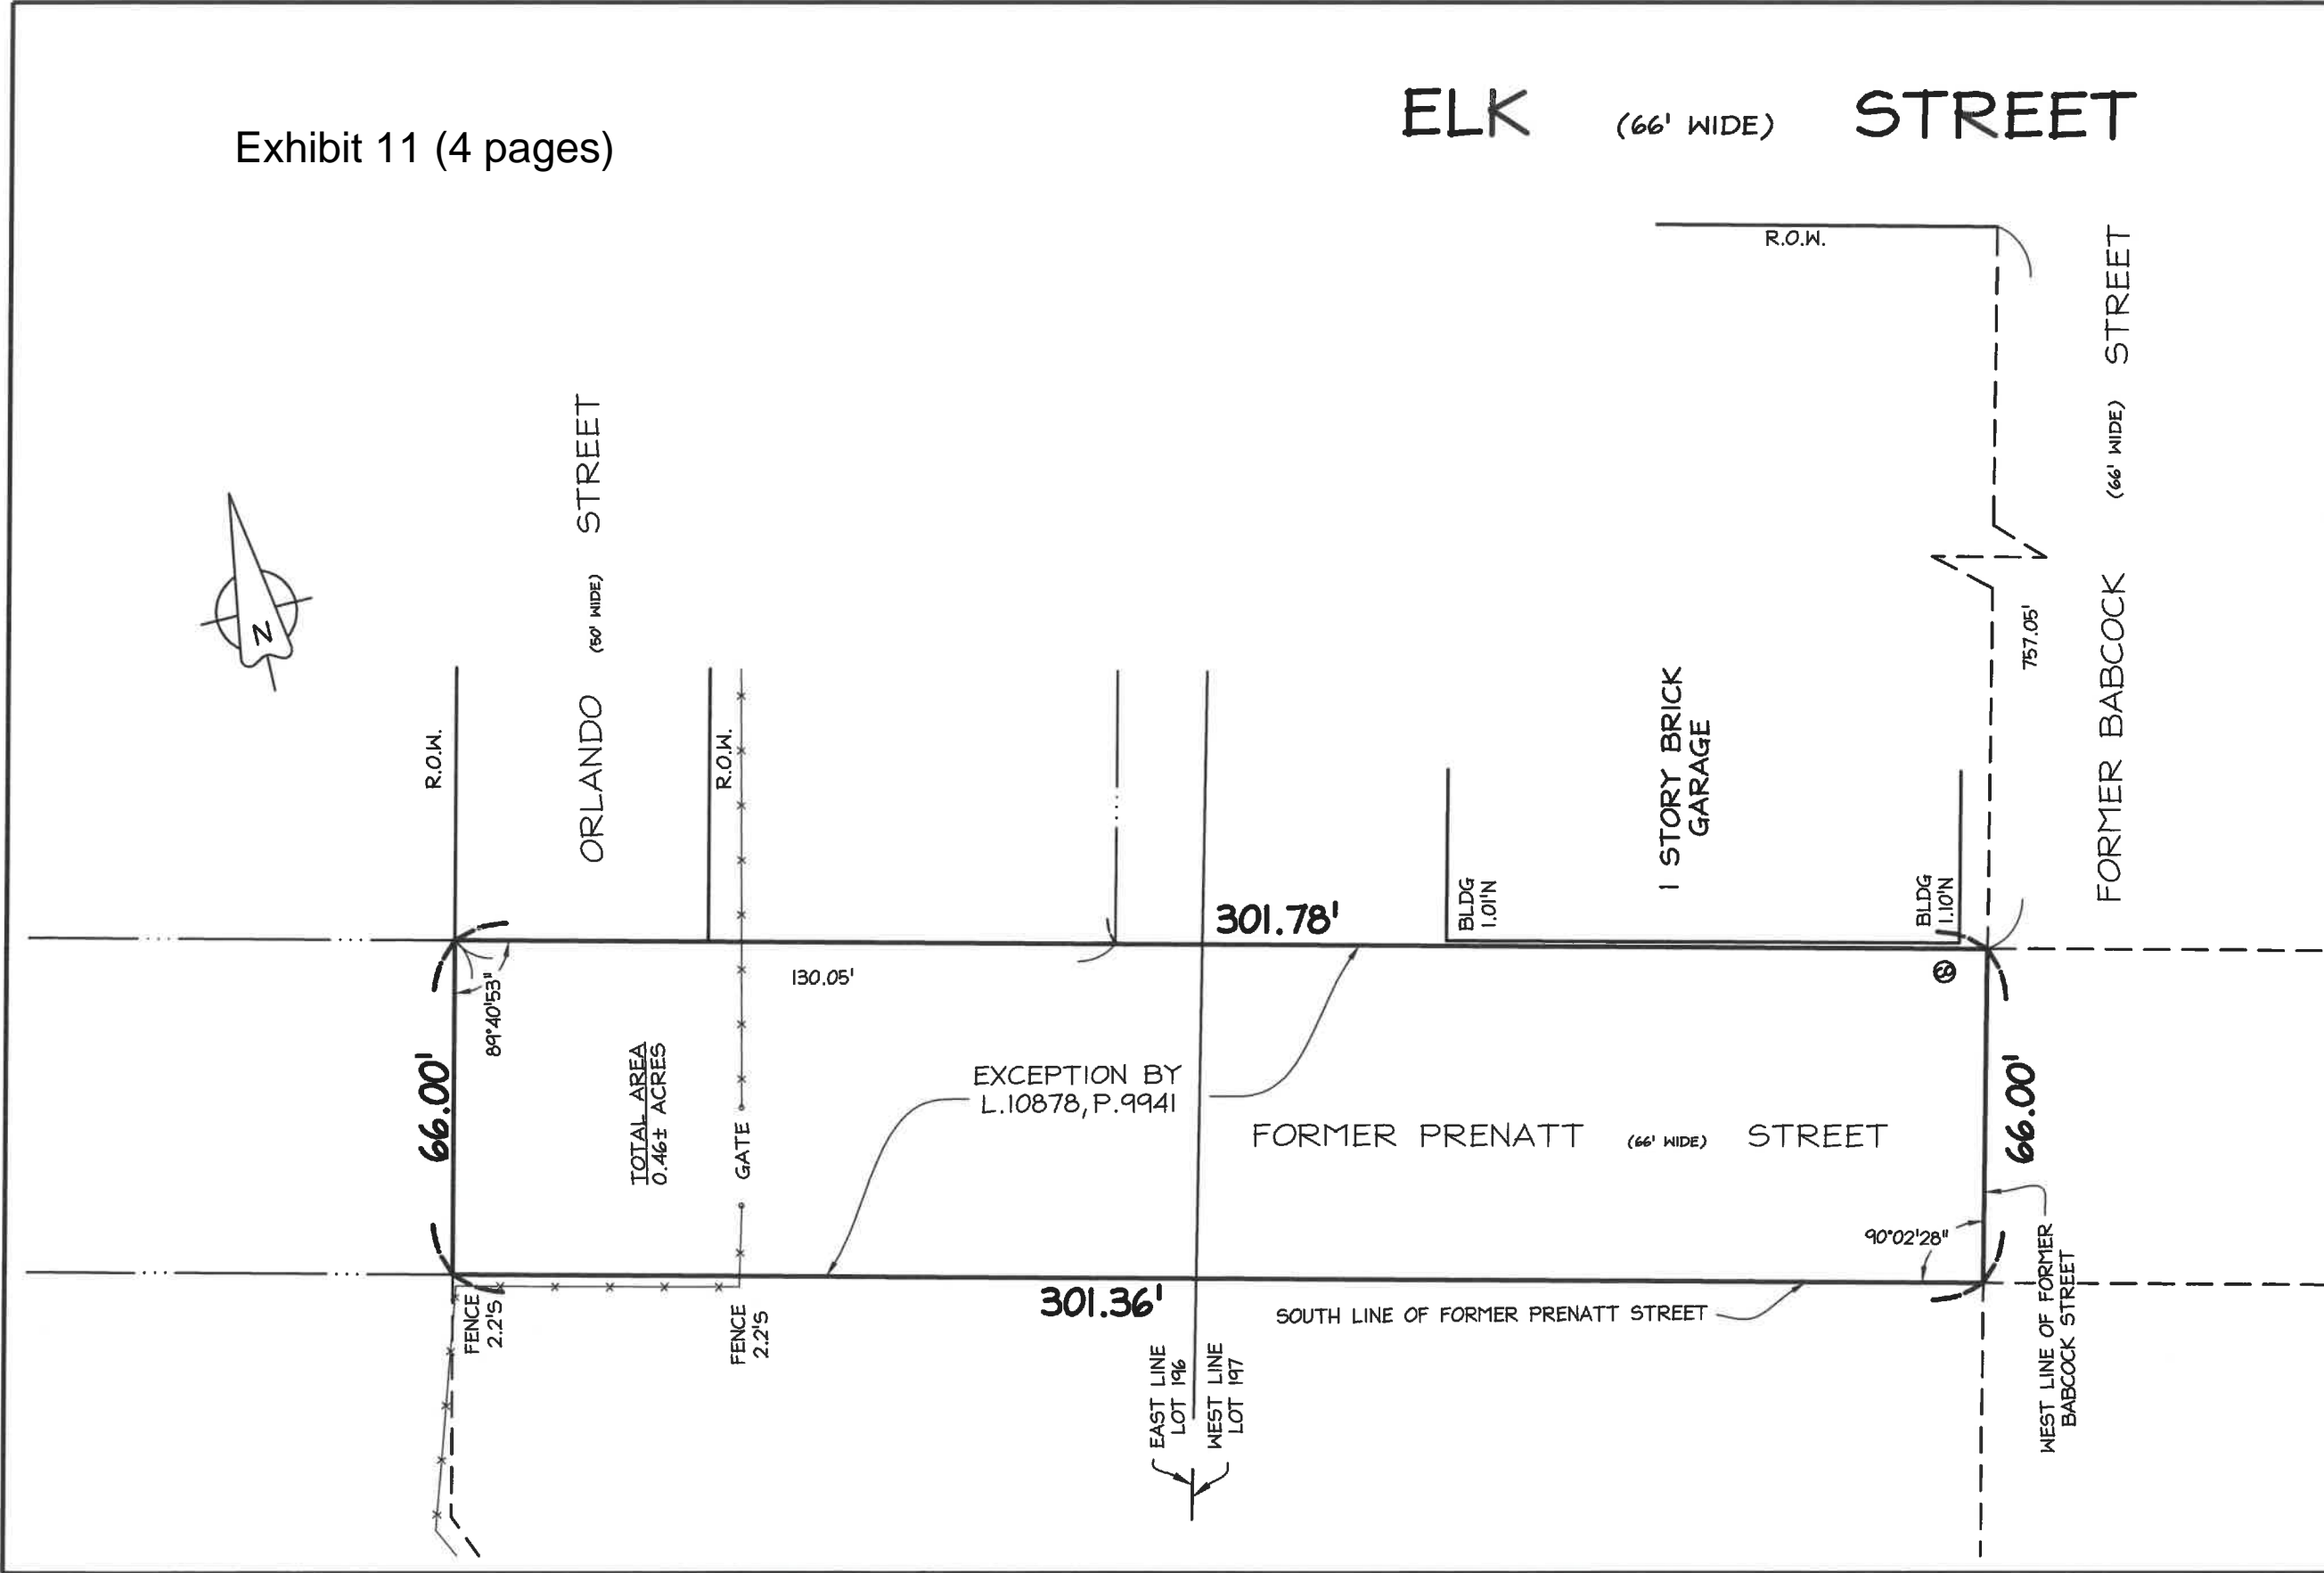 ELK (66' WIDE) STREET
Exhibit 11 (4 pages)
R.O.W.
FORMER BABCOCK (66' WIDE) STREET
757.05'
ORLANDO (50' WIDE) STREET
N
R.O.W.
R.O.W.
1 STORY BRICK
GARAGE
BLDG
1.01'N
BLDG
1.10'N
301.78'
130.05'
89°40'53"
66.00'
TOTAL AREA
0.46± ACRES
GATE
EXCEPTION BY
L.10878, P.9941
FORMER PRENATT (66' WIDE) STREET
66.00'
90°02'28"
WEST LINE OF FORMER
BABCOCK STREET
FENCE
2.2'S
FENCE
2.2'S
301.36'
SOUTH LINE OF FORMER PRENATT STREET
EAST LINE
LOT 196
WEST LINE
LOT 197